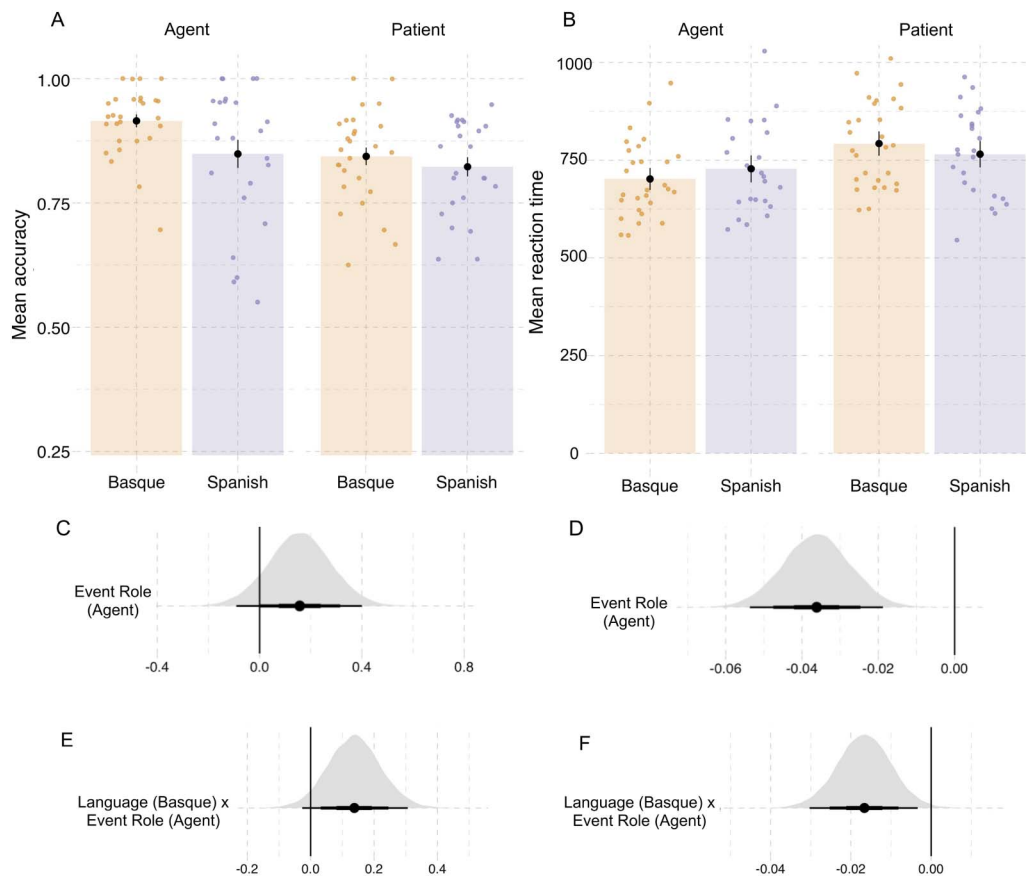 A
Agent
Patient
Mean accuracy
1.00
0.75
0.50
0.25
Basque
Spanish
Basque
Spanish
B
Agent
Patient
Mean reaction time
1000
750
500
250
0
Basque
Spanish
Basque
Spanish
C
Event Role
(Agent)
-0.4
0.0
0.4
0.8
D
Event Role
(Agent)
-0.06
-0.04
-0.02
0.00
E
Language (Basque) x
Event Role (Agent)
-0.2
0.0
0.2
0.4
F
Language (Basque) x
Event Role (Agent)
-0.04
-0.02
0.00